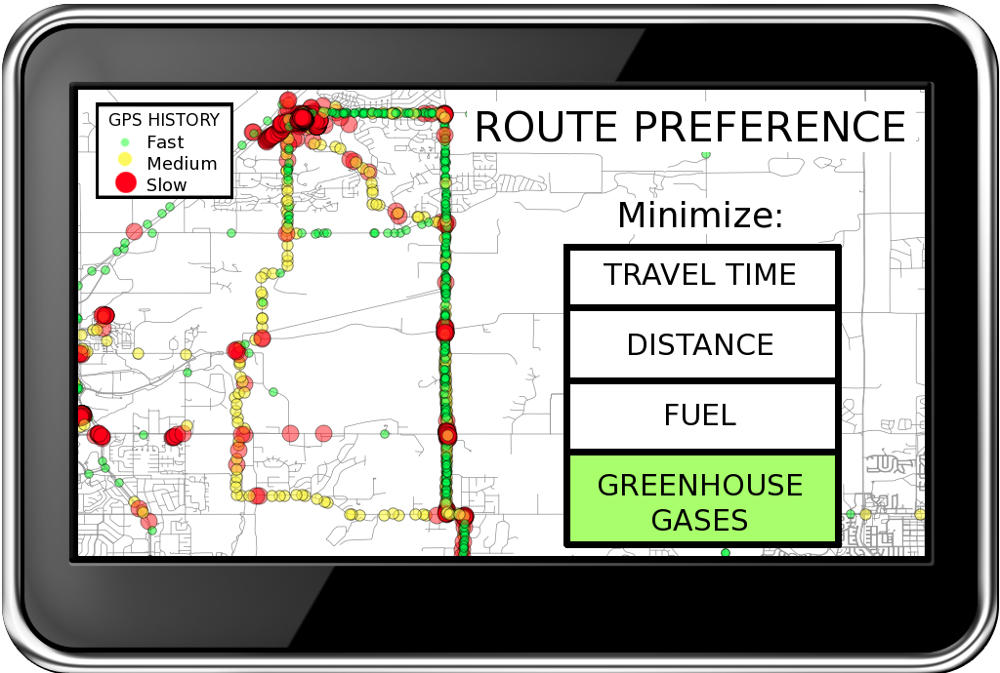 GPS HISTORY
Fast
Medium
Slow
ROUTE PREFERENCE
Minimize:
TRAVEL TIME
DISTANCE
FUEL
GREENHOUSE
GASES